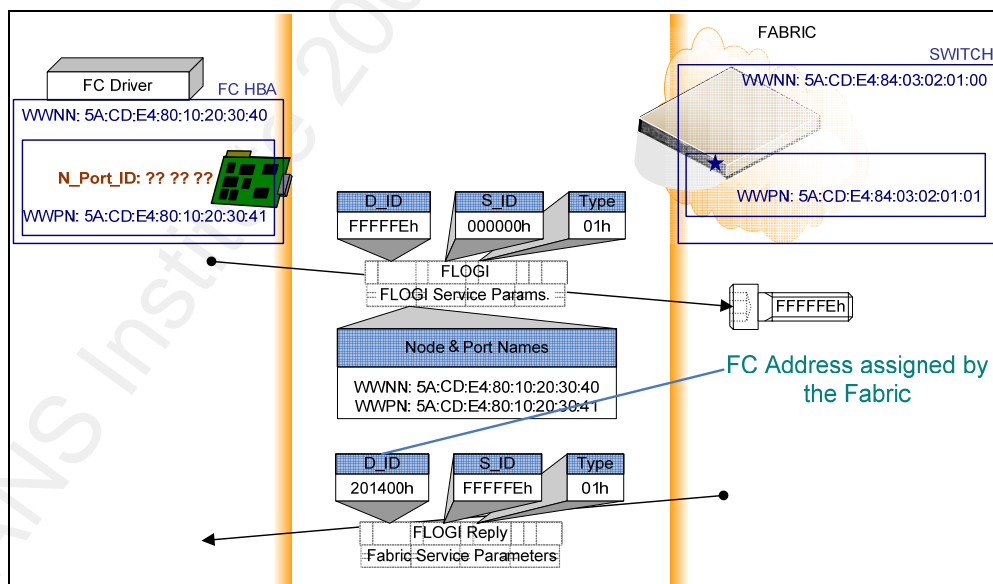 FABRIC
SWITCH
FC Driver
FC HBA
WWNN: 5A:CD:E4:80:10:20:30:40
N_Port_ID: ?? ?? ??
WWPN: 5A:CD:E4:80:10:20:30:41
WWNN: 5A:CD:E4:84:03:02:01:00
WWPN: 5A:CD:E4:84:03:02:01:01
D_ID S_ID Type
FFFFFEh 000000h 01h
FLOGI
FLOGI Service Params.
FFFFFEh
Node & Port Names
WWNN: 5A:CD:E4:80:10:20:30:40
WWPN: 5A:CD:E4:80:10:20:30:41
FC Address assigned by
the Fabric
D_ID S_ID Type
201400h FFFFFEh 01h
FLOGI Reply
Fabric Service Parameters
ANS Institute 200